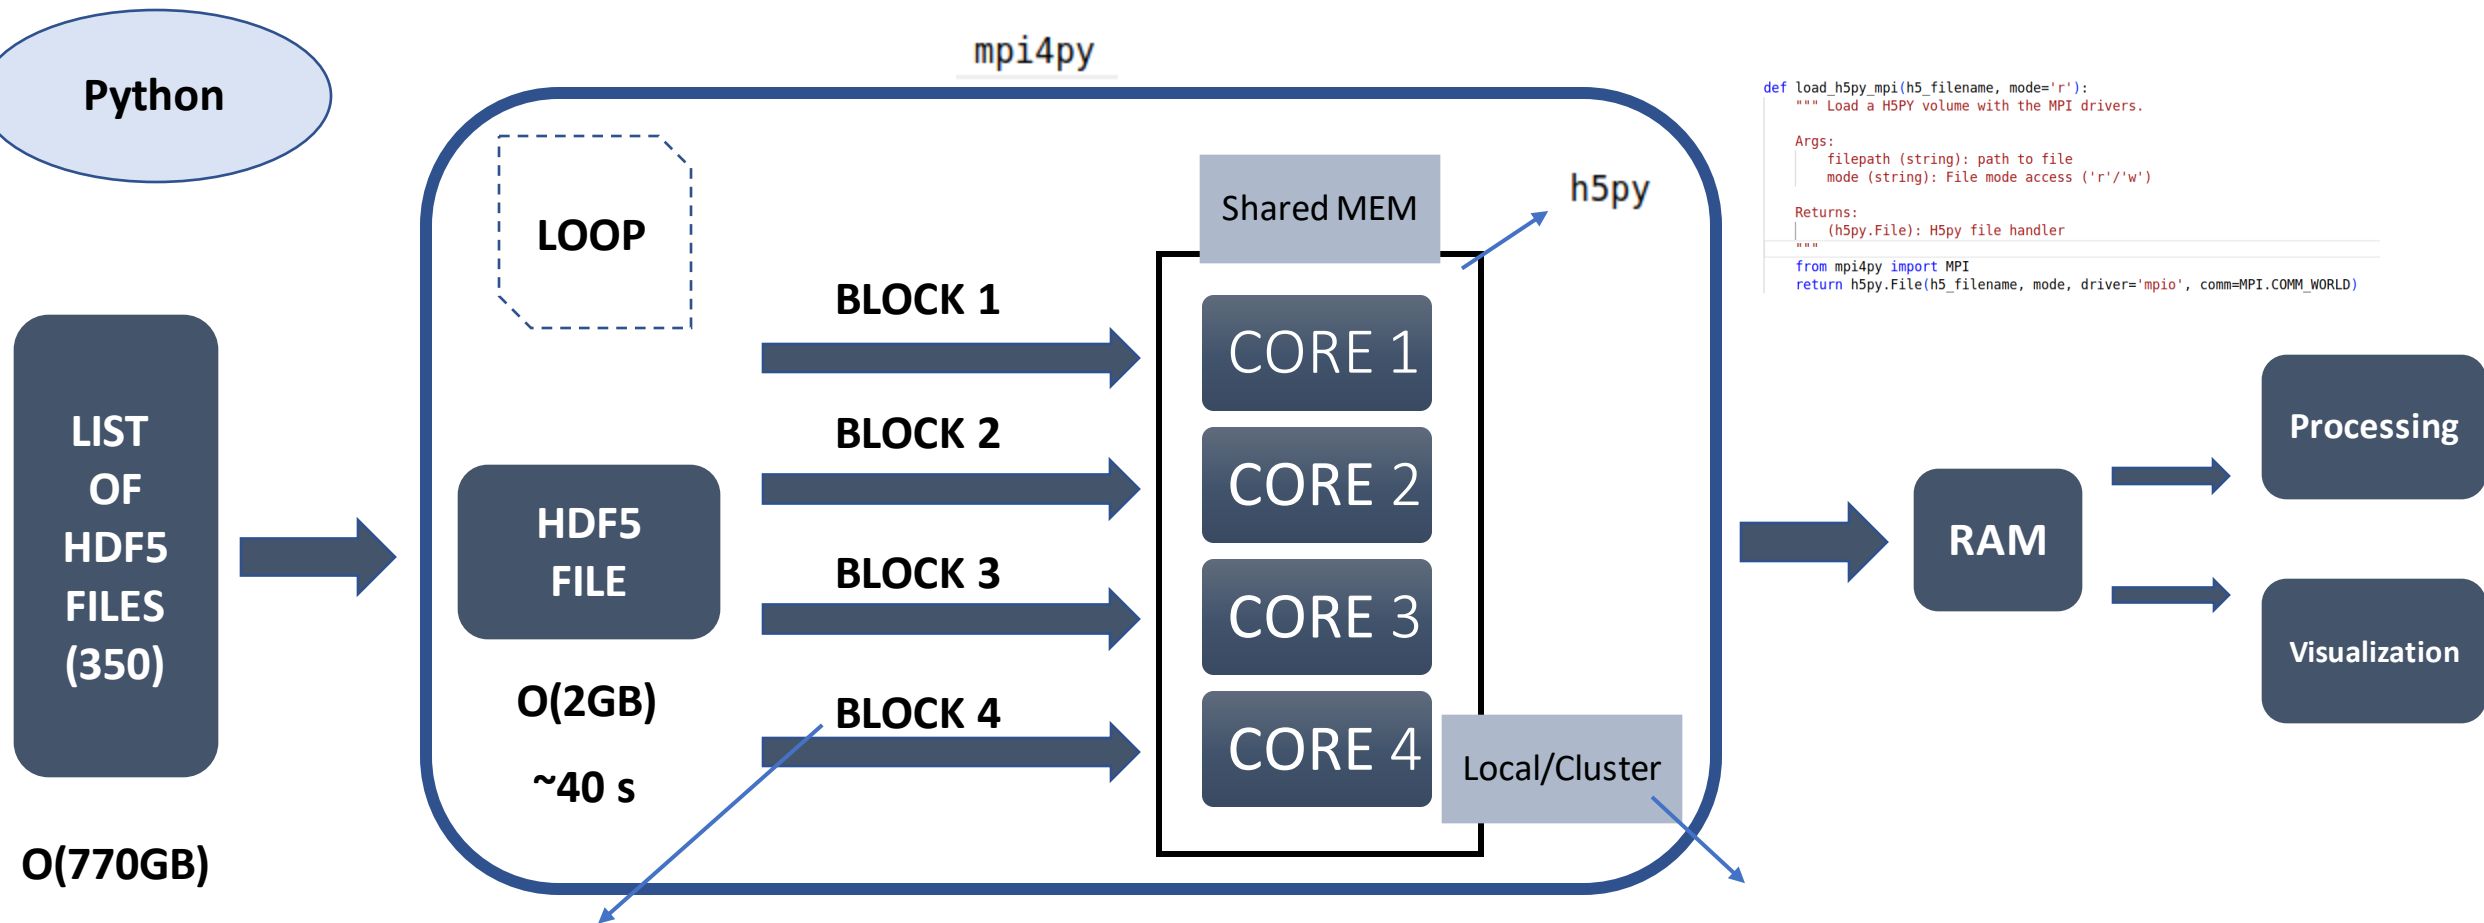 Python
mpi4py
LOOP
LIST
OF
HDF5
FILES
(350)
O(770GB)
HDF5
FILE
O(2GB)
~40 s
BLOCK 1
BLOCK 2
BLOCK 3
BLOCK 4
Shared MEM
CORE 1
CORE 2
CORE 3
CORE 4
Local/Cluster
h5py
def load_h5py_mpi(h5_filename, mode='r'):
""" Load a H5PY volume with the MPI drivers.
Args:
filepath (string): path to file
mode (string): File mode access ('r'/'w')
Returns:
(h5py.File): H5py file handler
"""
from mpi4py import MPI
return h5py.File(h5_filename, mode, driver='mpio', comm=MPI.COMM_WORLD)
RAM
Processing
Visualization